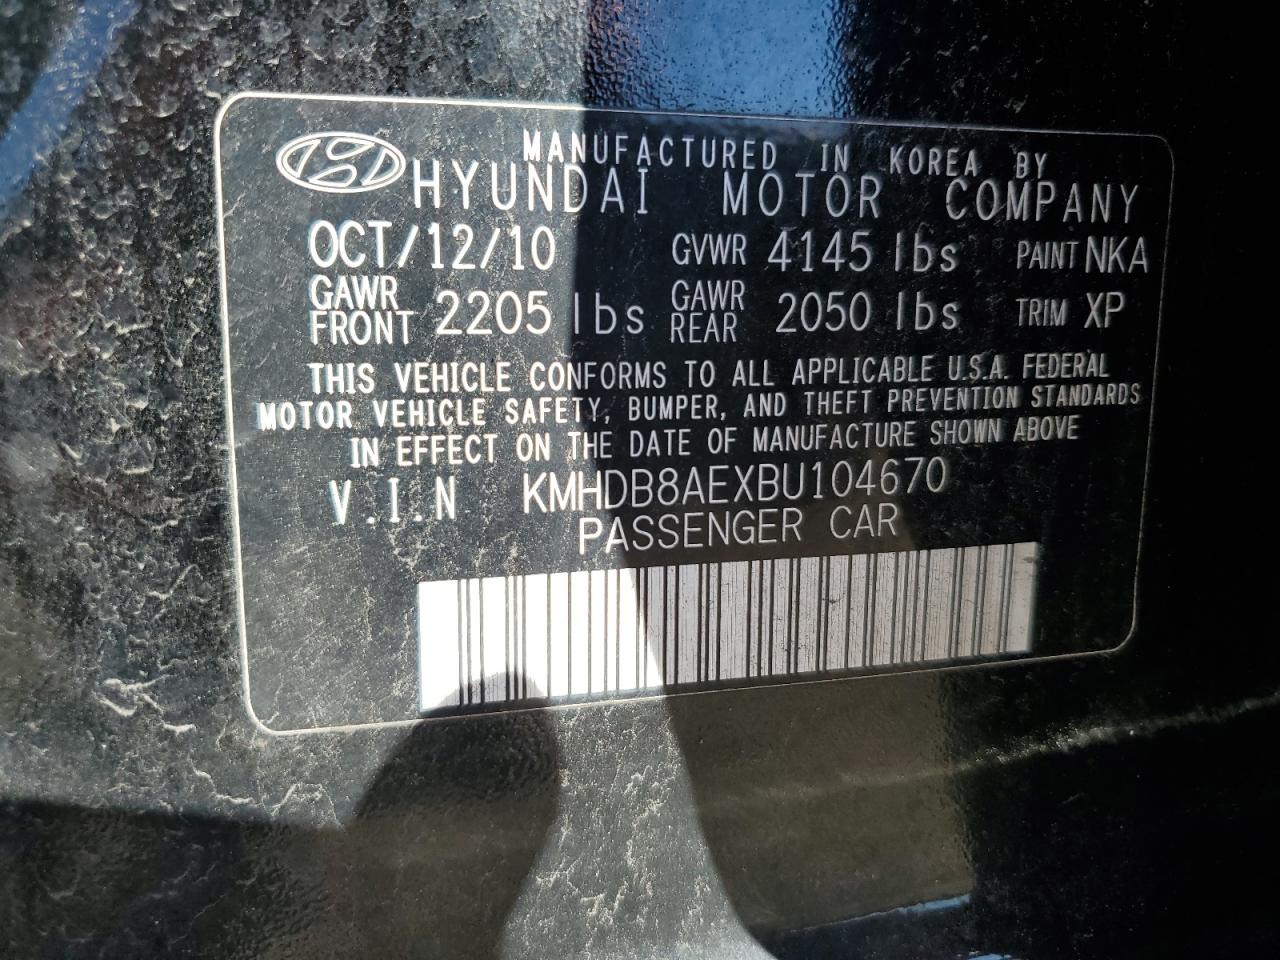 MANUFACTURED IN KOREA BY
HYUNDAI MOTOR COMPANY
OCT/12/10 GVWR 4145 lbs PAINT NKA
GAWR FRONT 2205 lbs GAWR REAR 2050 lbs TRIM XP
THIS VEHICLE CONFORMS TO ALL APPLICABLE U.S.A. FEDERAL
MOTOR VEHICLE SAFETY, BUMPER, AND THEFT PREVENTION STANDARDS
IN EFFECT ON THE DATE OF MANUFACTURE SHOWN ABOVE
V.I.N KMHDB8AEXBU104670
PASSENGER CAR